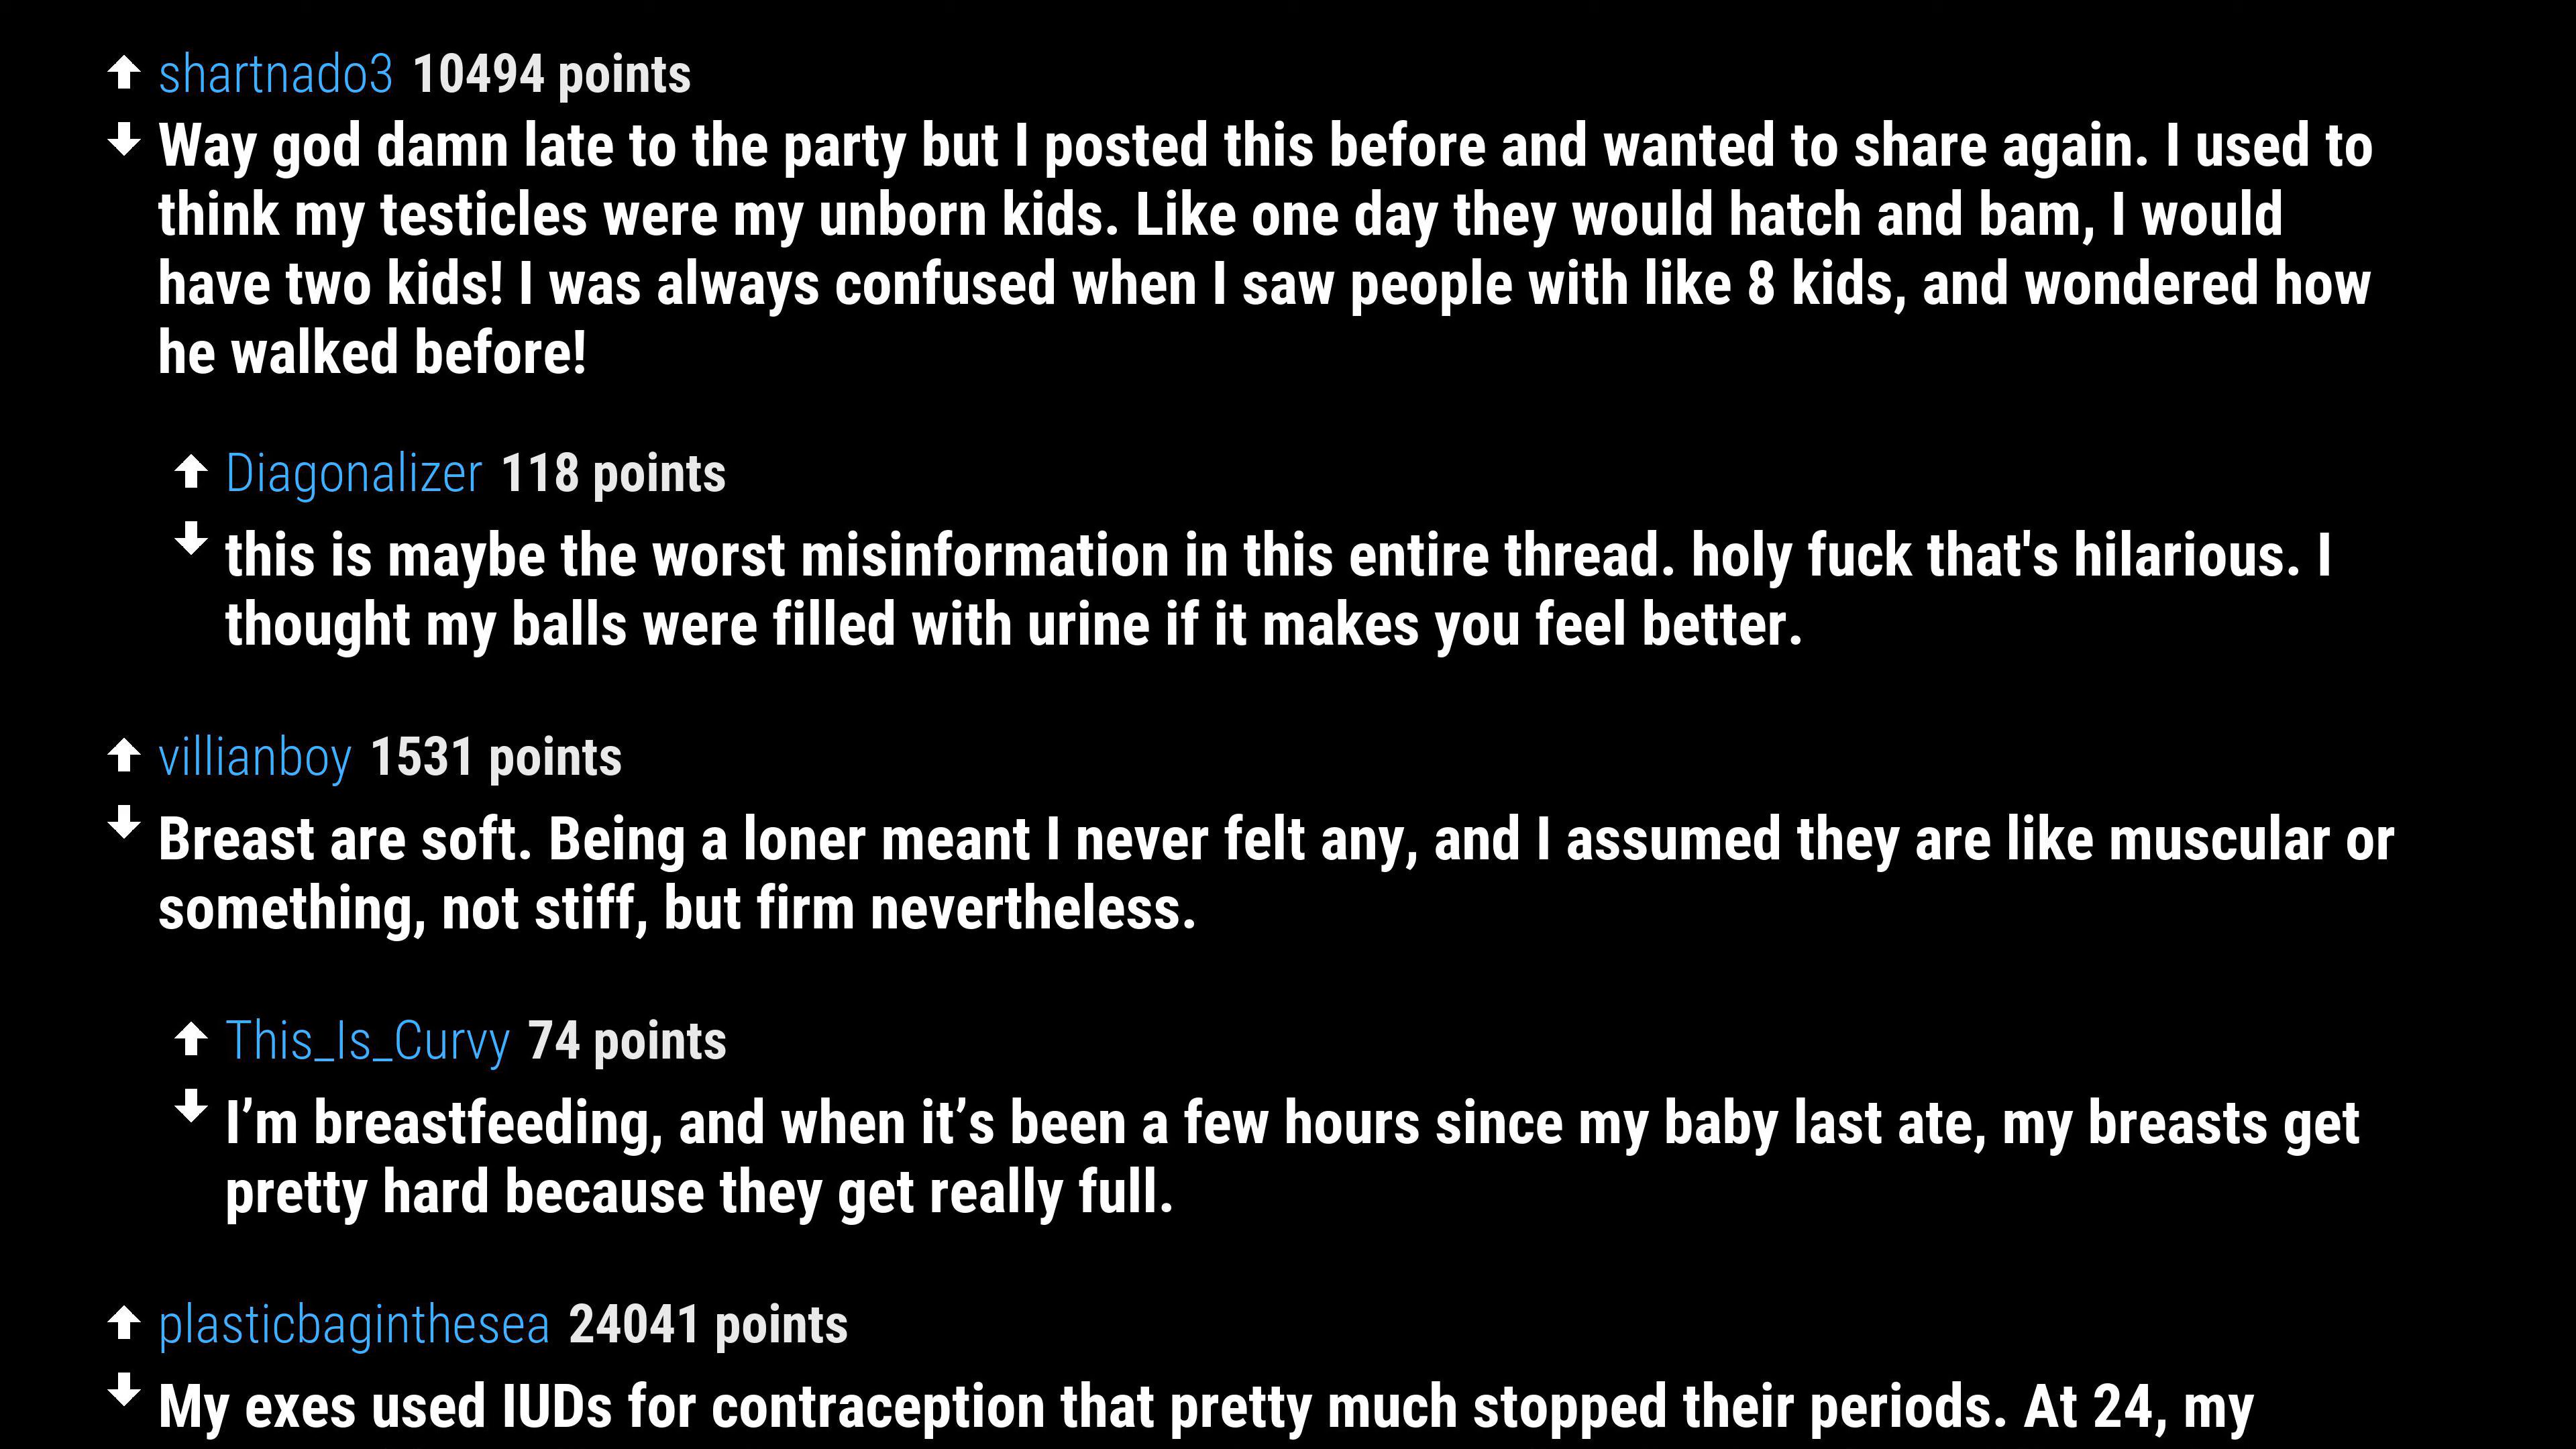 shartnado3 10494 points
Way god damn late to the party but I posted this before and wanted to share again. I used to
think my testicles were my unborn kids. Like one day they would hatch and bam, I would
have two kids! I was always confused when I saw people with like 8 kids, and wondered how
he walked before!
Diagonalizer 118 points
this is maybe the worst misinformation in this entire thread. holy fuck that's hilarious. I
thought my balls were filled with urine if it makes you feel better.
villianboy 1531 points
Breast are soft. Being a loner meant I never felt any, and I assumed they are like muscular or
something, not stiff, but firm nevertheless.
This_Is_Curvy 74 points
I’m breastfeeding, and when it’s been a few hours since my baby last ate, my breasts get
pretty hard because they get really full.
plasticbaginthesea 24041 points
My exes used IUDs for contraception that pretty much stopped their periods. At 24, my